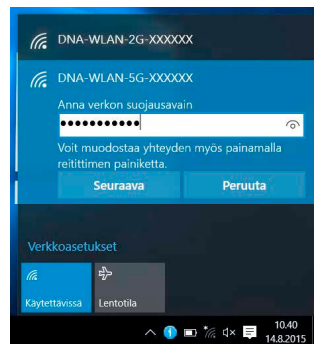 DNA-WLAN-2G-XXXXXX
DNA-WLAN-5G-XXXXXX
Anna verkon suojausavain
Voit muodostaa yhteyden myös painamalla
reitittimen painiketta.
Seuraava Peruuta
Verkkoasetukset
Käytettävissä Lentotila
10.40
14.8.2015